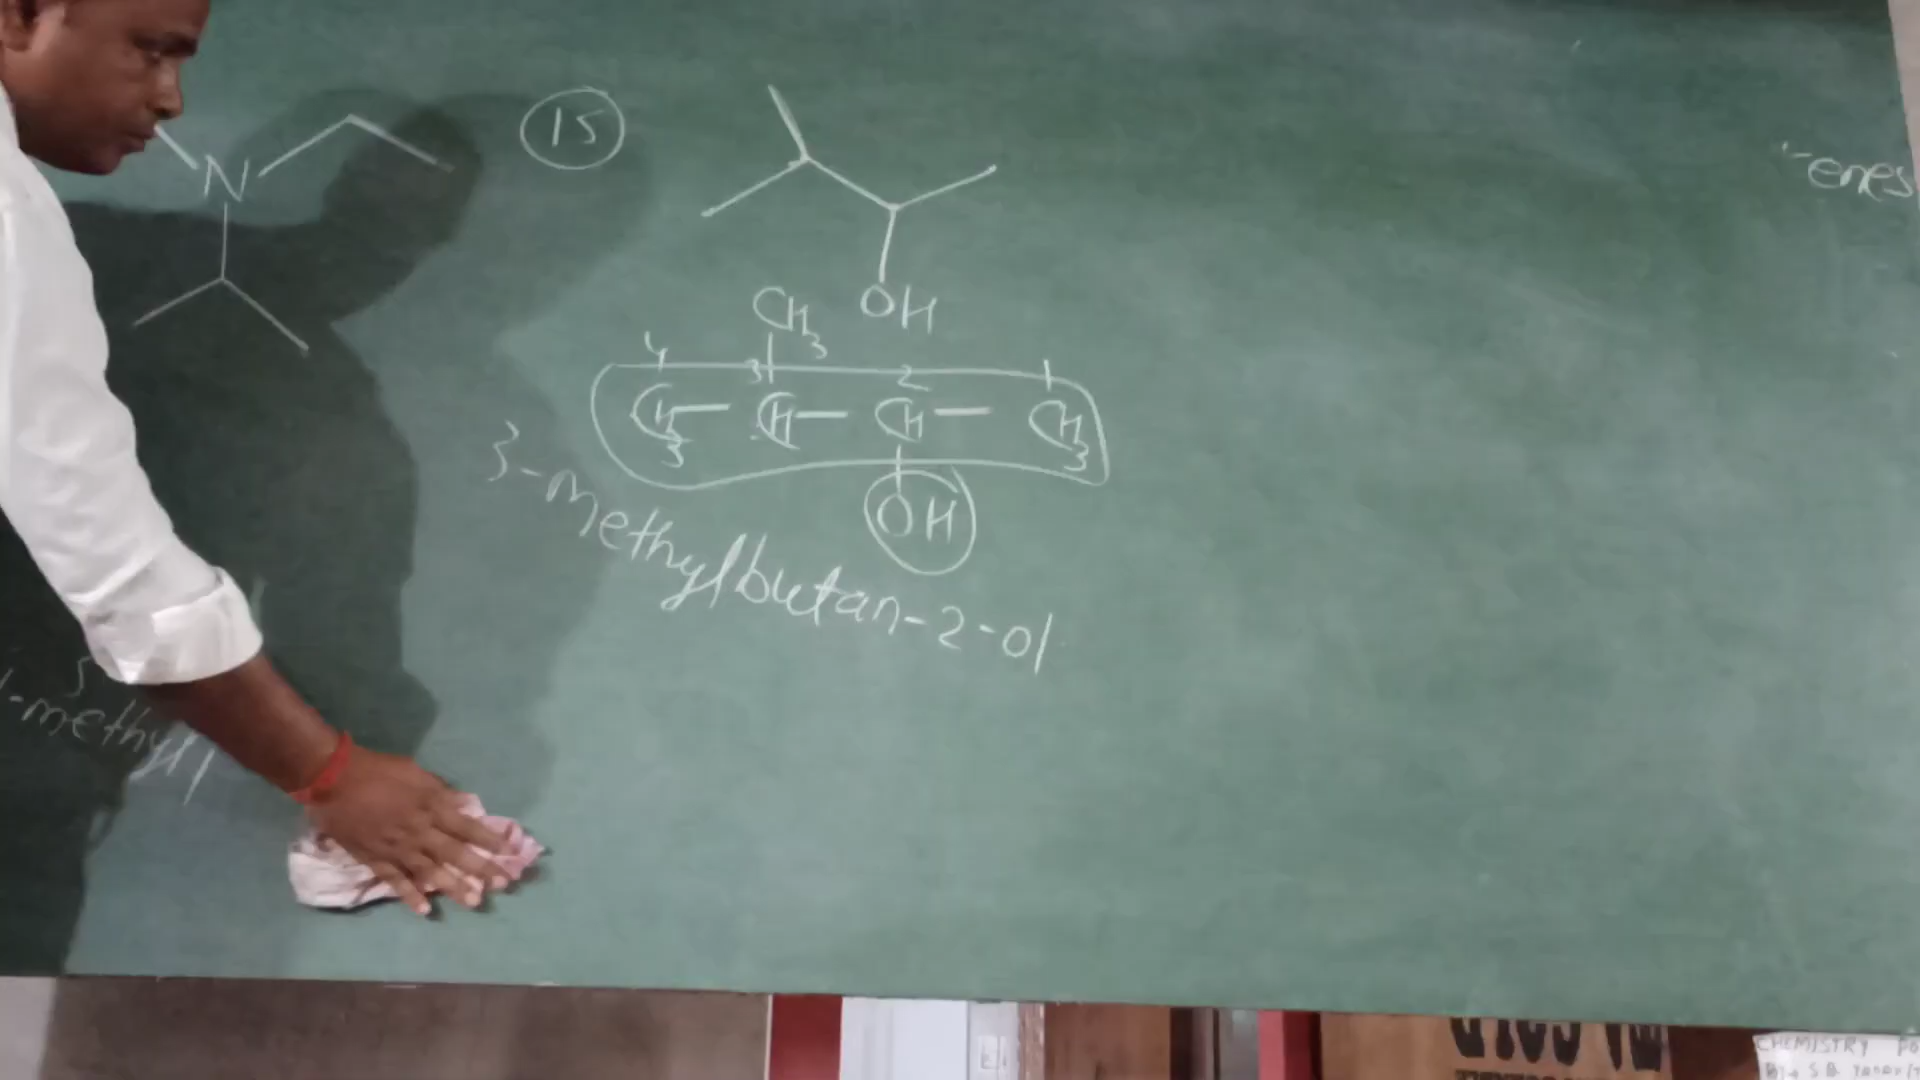 N
15
OH
-enes
CH3
4 3 2 1
CH3 — CH — CH — CH3
OH
3-methylbutan-2-ol
-methyl
CHEMISTRY